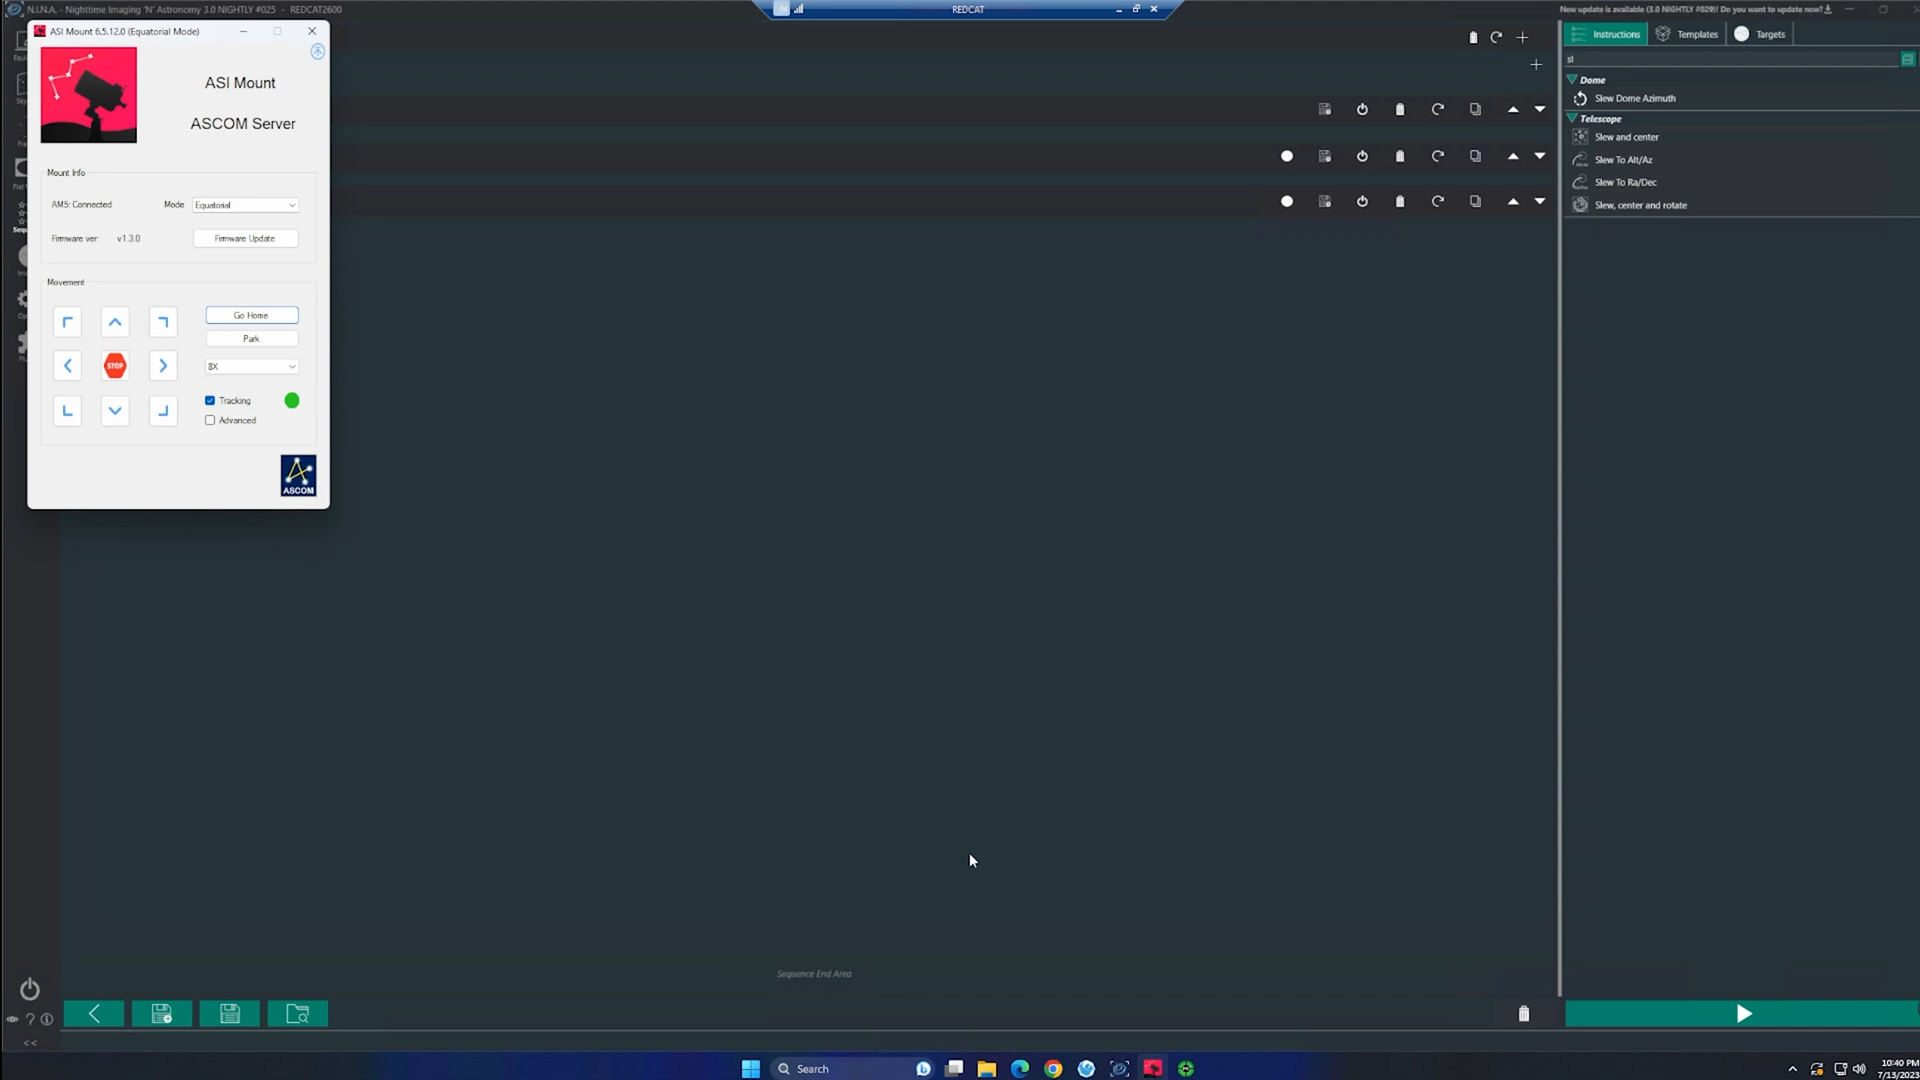 N.I.N.A. - Nighttime Imaging 'N' Astronomy 3.0 NIGHTLY #025 - REDCAT2600
REDCAT
New update is available (3.0 NIGHTLY #029)! Do you want to update now?
ASI Mount 6.5.12.0 (Equatorial Mode)
Instructions
Templates
Targets
sl
ASI Mount
ASCOM Server
Dome
Slew Dome Azimuth
Telescope
Slew and center
Slew To Alt/Az
Slew To Ra/Dec
Slew, center and rotate
Mount Info
AM5: Connected
Mode
Equatorial
Firmware ver:
v1.3.0
Firmware Update
Movement
Go Home
Park
STOP
8X
Tracking
Advanced
ASCOM
Sequence End Area
<<
Search
10:40 PM
7/13/2023